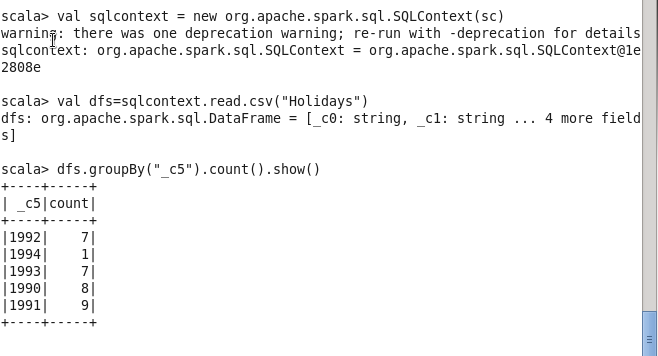 scala> val sqlcontext = new org.apache.spark.sql.SQLContext(sc)
warning: there was one deprecation warning; re-run with -deprecation for details
sqlcontext: org.apache.spark.sql.SQLContext = org.apache.spark.sql.SQLContext@1e
2808e
scala> val dfs=sqlcontext.read.csv("Holidays")
dfs: org.apache.spark.sql.DataFrame = [_c0: string, _c1: string ... 4 more field
s]
scala> dfs.groupBy("_c5").count().show()
+----+-----+
| _c5|count|
+----+-----+
|1992|    7|
|1994|    1|
|1993|    7|
|1990|    8|
|1991|    9|
+----+-----+